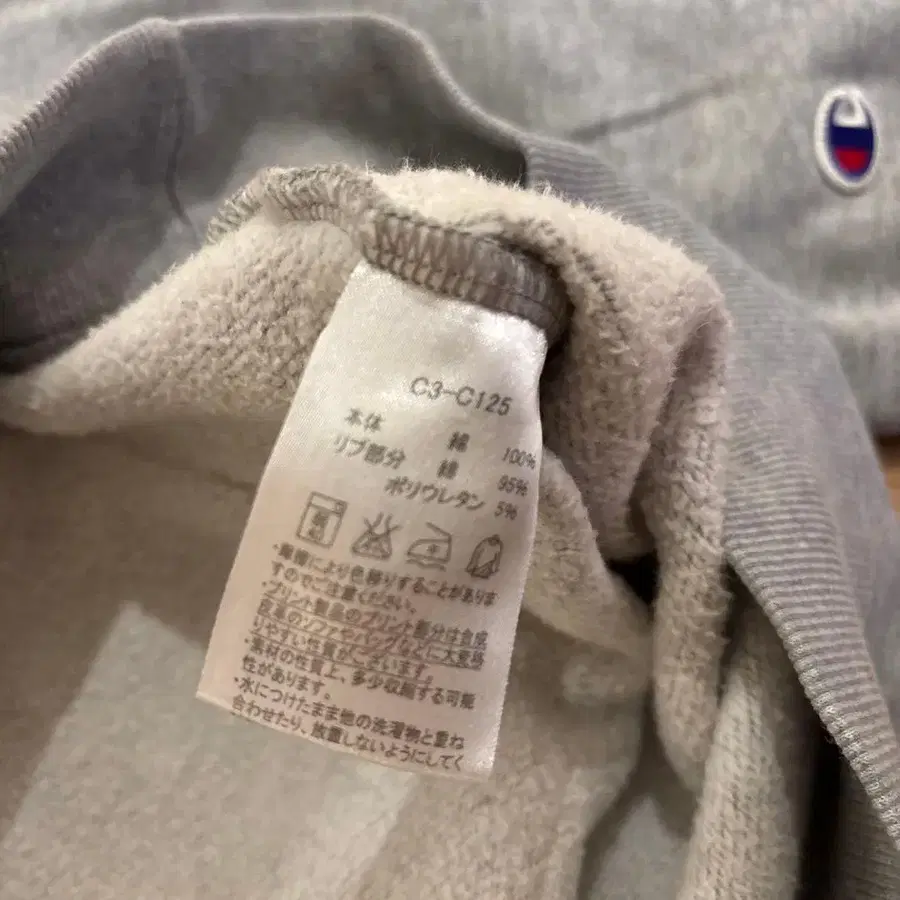 C3-C125
本体 綿 100%
リブ部分 綿 95%
ポリウレタン 5%
・摩擦により色移りすることがありま
すのでご注意ください。
・プリント製品のプリント部分は合成
皮革のソファやバッグなどに大変移
りやすい性質がございます。
・素材の性質上、多少収縮する可能
性があります。
・水につけたまま他の洗濯物と重ね
合わせたり、放置しないようにしてく